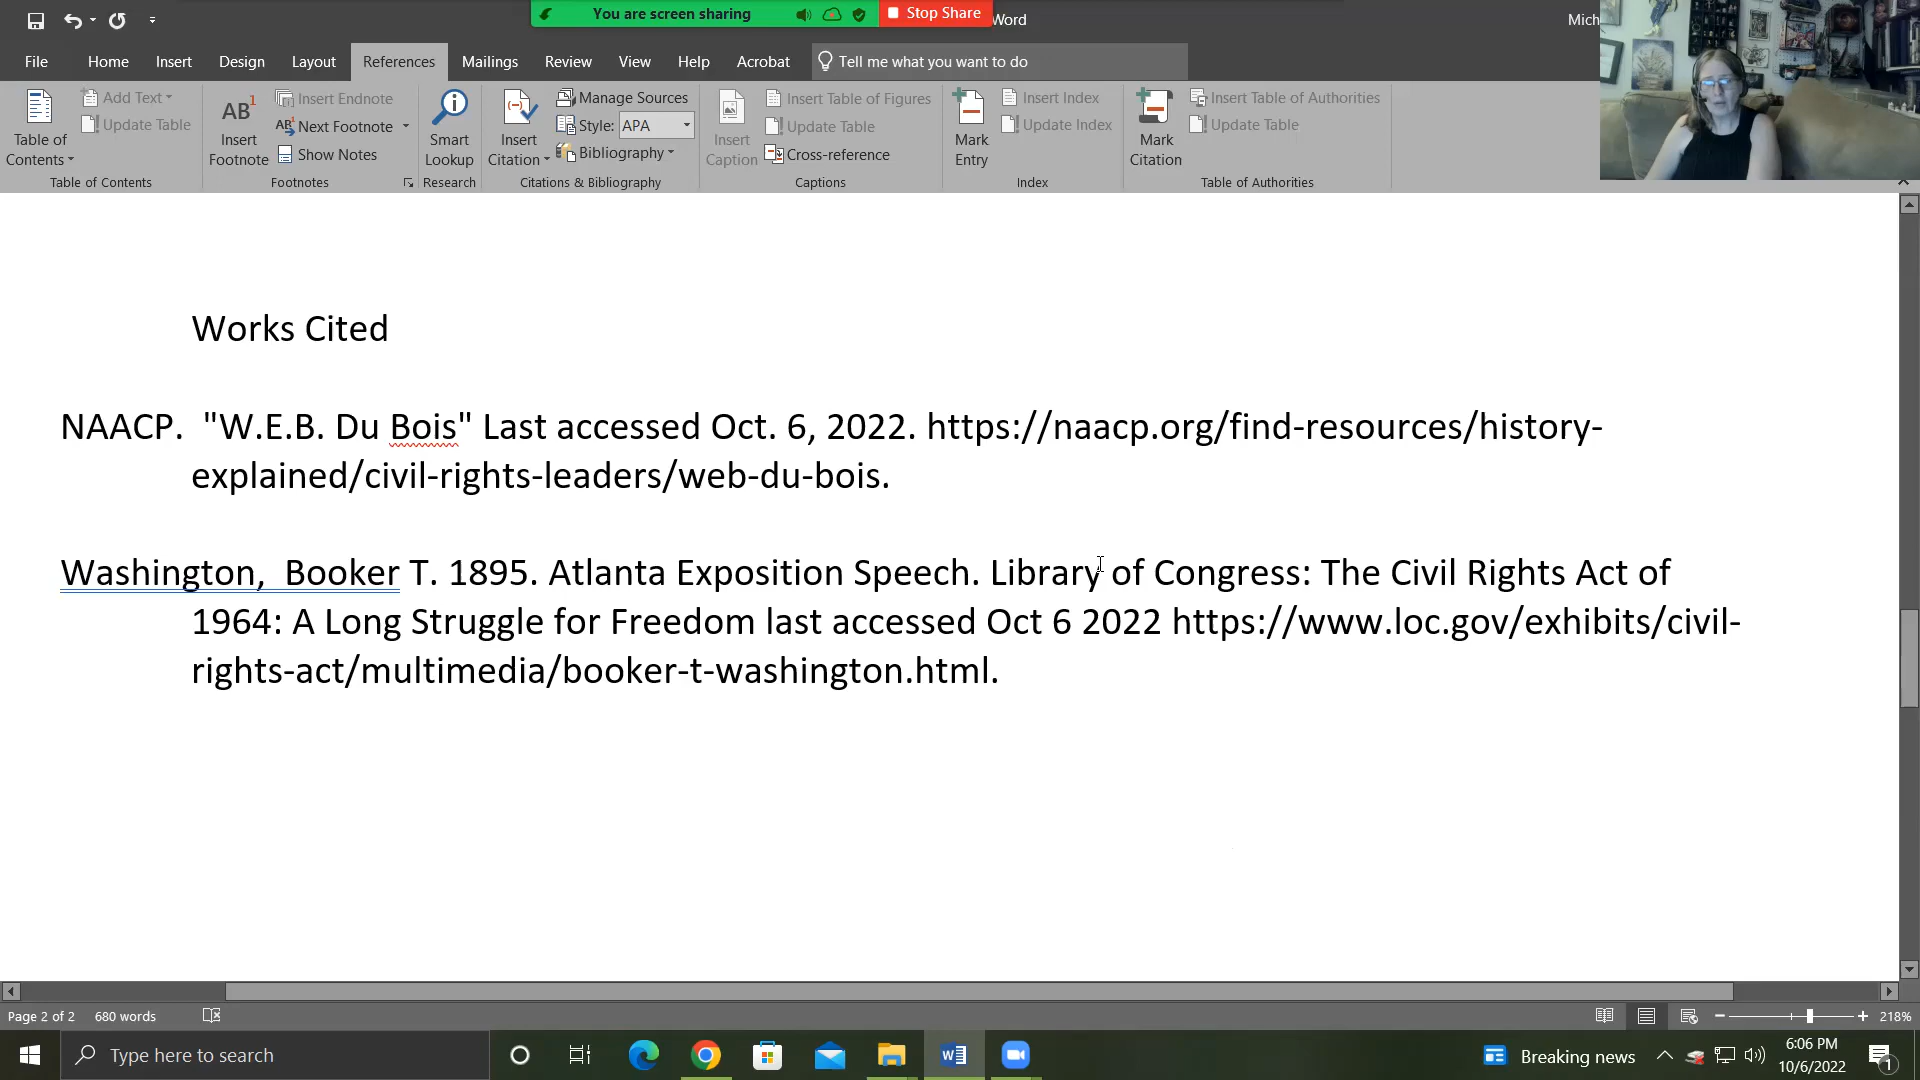 You are screen sharing
Stop Share
Word
Mich
File Home Insert Design Layout References Mailings Review View Help Acrobat Tell me what you want to do
Table of Contents
Add Text
Update Table
Table of Contents
AB1
Insert Footnote
Insert Endnote
AB1 Next Footnote
Show Notes
Footnotes
Smart Lookup
Research
Insert Citation
Manage Sources
Style: APA
Bibliography
Citations & Bibliography
Insert Caption
Insert Table of Figures
Update Table
Cross-reference
Captions
Mark Entry
Insert Index
Update Index
Index
Mark Citation
Insert Table of Authorities
Update Table
Table of Authorities
Works Cited
NAACP.  "W.E.B. Du Bois" Last accessed Oct. 6, 2022. https://naacp.org/find-resources/history-
explained/civil-rights-leaders/web-du-bois.
Washington,  Booker T. 1895. Atlanta Exposition Speech. Library of Congress: The Civil Rights Act of
1964: A Long Struggle for Freedom last accessed Oct 6 2022 https://www.loc.gov/exhibits/civil-
rights-act/multimedia/booker-t-washington.html.
Page 2 of 2 680 words
218%
Type here to search
Breaking news
6:06 PM
10/6/2022
1